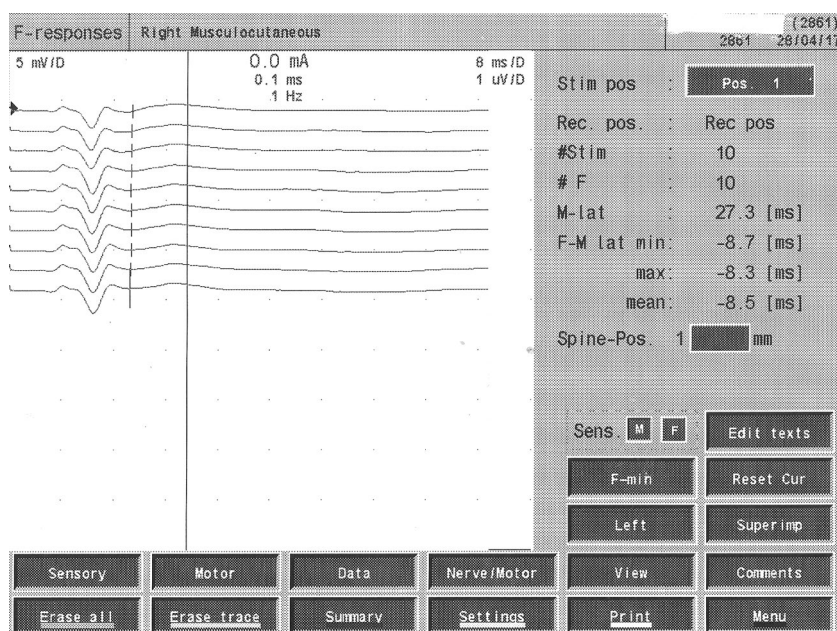 F-responses Right Musculocutaneous (2861)
2861 28/04/17
5 mV/D 0.0 mA 8 ms/D
0.1 ms 1 uV/D
1 Hz
Stim pos : Pos. 1
Rec. pos. : Rec pos
#Stim : 10
# F : 10
M-lat : 27.3 [ms]
F-M lat min: -8.7 [ms]
max: -8.3 [ms]
mean: -8.5 [ms]
Spine-Pos. 1 mm
Sens. M F Edit texts
F-min Reset Cur
Left Superimp
Sensory Motor Data Nerve/Motor View Comments
Erase all Erase trace Summary Settings Print Menu